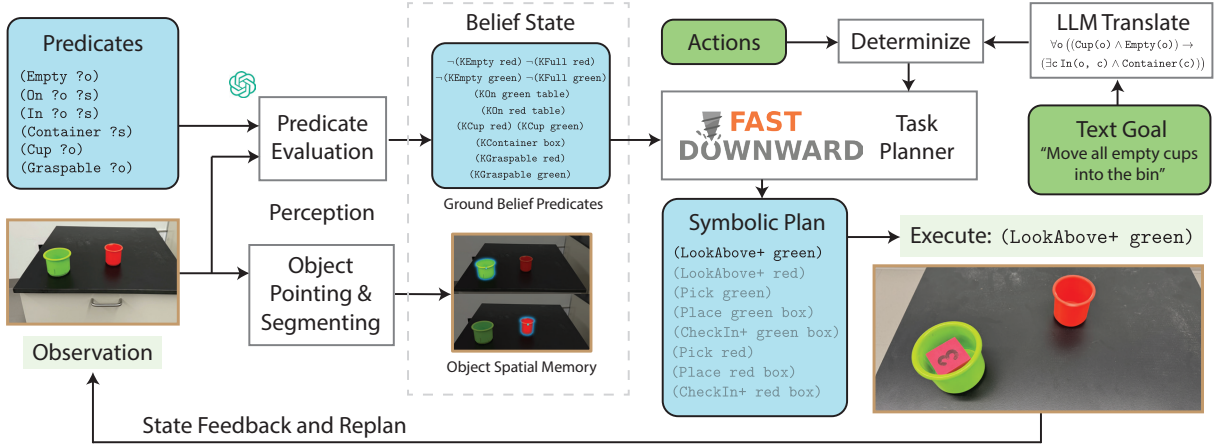 Predicates
(Empty ?o)
(On ?o ?s)
(In ?o ?s)
(Container ?s)
(Cup ?o)
(Graspable ?o)
Observation
Predicate
Evaluation
Perception
Object
Pointing &
Segmenting
Belief State
¬(KEmpty red) ¬(KFull red)
¬(KEmpty green) ¬(KFull green)
(KOn green table)
(KOn red table)
(KCup red) (KCup green)
(KContainer box)
(KGraspable red)
(KGraspable green)
Ground Belief Predicates
Object Spatial Memory
Actions
Determinize
LLM Translate
∀o ((Cup(o) ∧ Empty(o)) →
(∃c In(o, c) ∧ Container(c)))
Text Goal
“Move all empty cups
into the bin”
FAST
DOWNWARD
Task
Planner
Symbolic Plan
(LookAbove+ green)
(LookAbove+ red)
(Pick green)
(Place green box)
(CheckIn+ green box)
(Pick red)
(Place red box)
(CheckIn+ red box)
Execute: (LookAbove+ green)
3
State Feedback and Replan